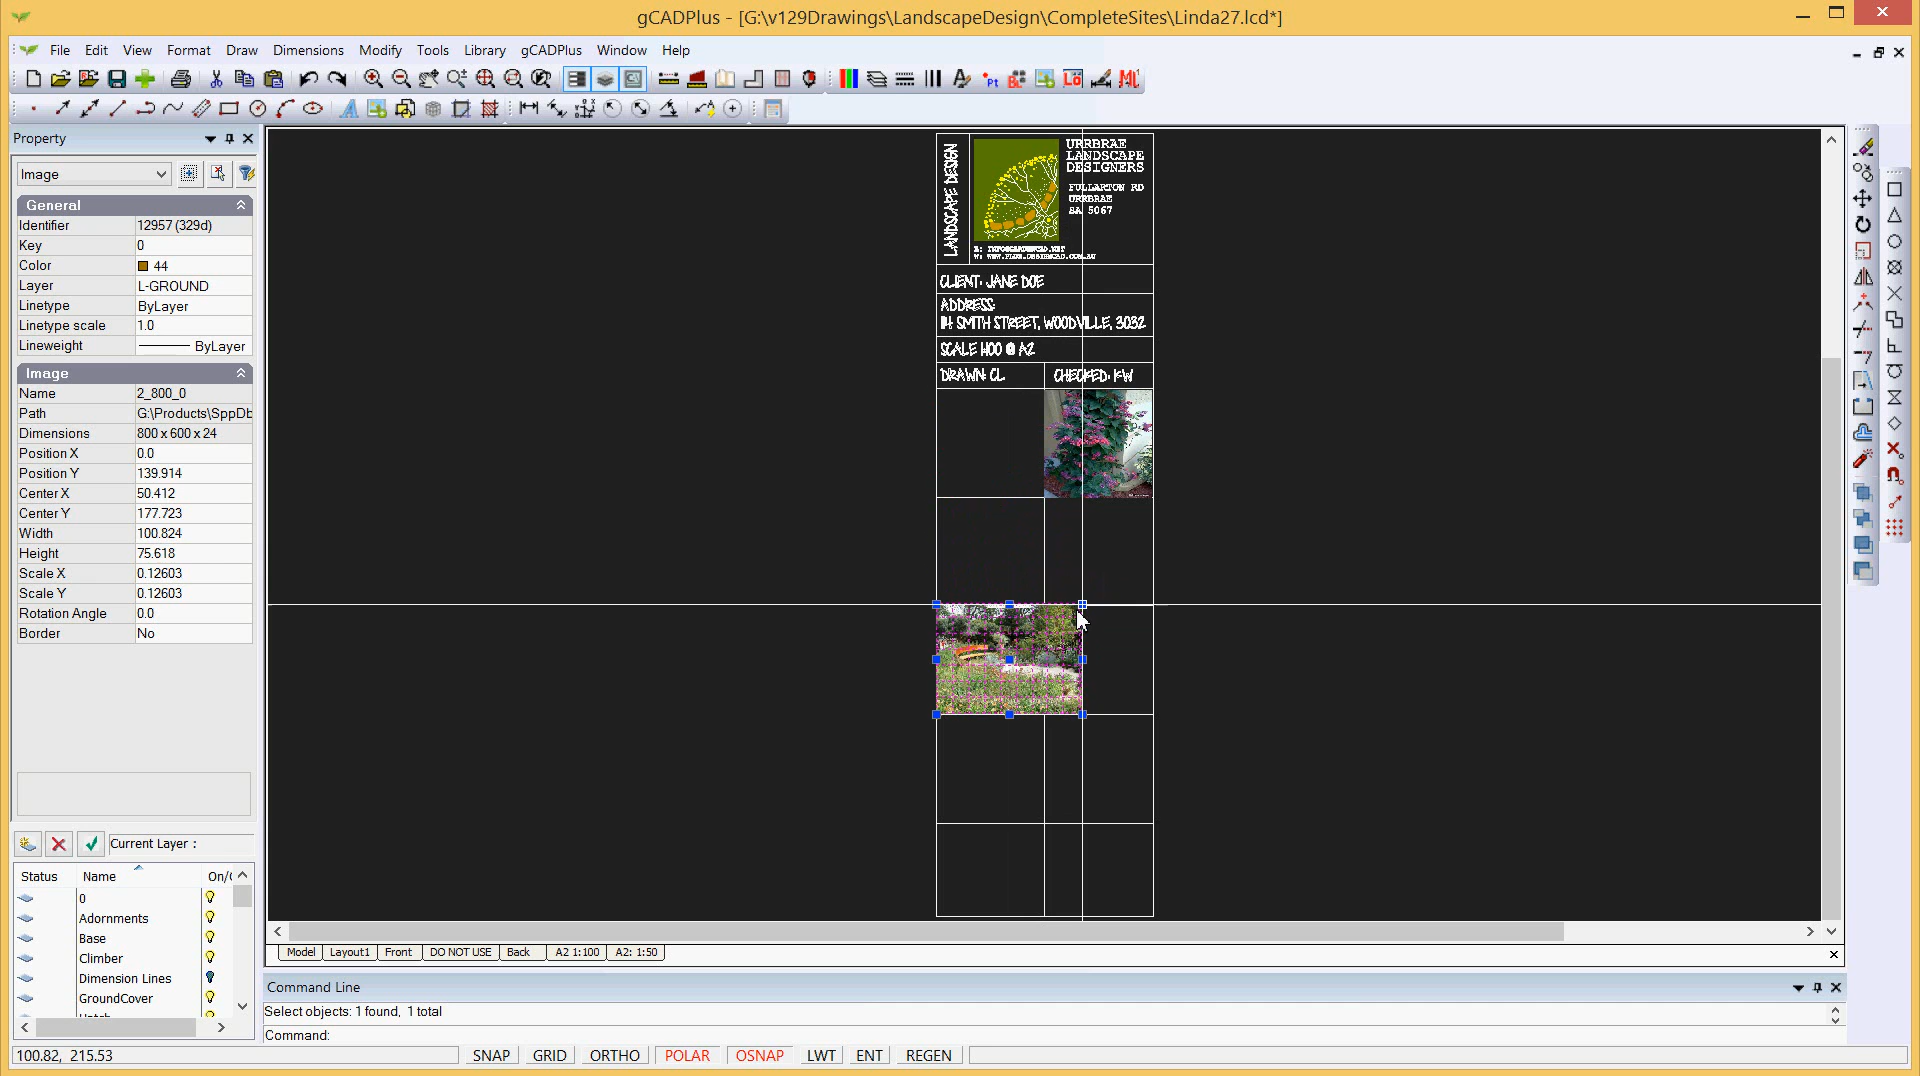 gCADPlus - [G:\v129Drawings\LandscapeDesign\CompleteSites\Linda27.lcd*]
File Edit View Format Draw Dimensions Modify Tools Library gCADPlus Window Help
Property
Image
General
Identifier 12957 (329d)
Key 0
Color 44
Layer L-GROUND
Linetype ByLayer
Linetype scale 1.0
Lineweight ByLayer
Image
Name 2_800_0
Path G:\Products\SppDb
Dimensions 800 x 600 x 24
Position X 0.0
Position Y 139.914
Center X 50.412
Center Y 177.723
Width 100.824
Height 75.618
Scale X 0.12603
Scale Y 0.12603
Rotation Angle 0.0
Border No
Current Layer :
Status Name On/
0
Adornments
Base
Climber
Dimension Lines
GroundCover
LANDSCAPE DESIGN
URRBRAE
LANDSCAPE
DESIGNERS
FULLARTON RD
URRBRAE
SA 5067
CLIENT: JANE DOE
ADDRESS:
114 SMITH STREET, WOODVILLE, 3032
SCALE 1:100 @ A2
DRAWN: CL
CHECKED: KW
Model Layout1 Front DO NOT USE Back A2 1:100 A2: 1:50
Command Line
Select objects: 1 found, 1 total
Command:
100.82, 215.53 SNAP GRID ORTHO POLAR OSNAP LWT ENT REGEN